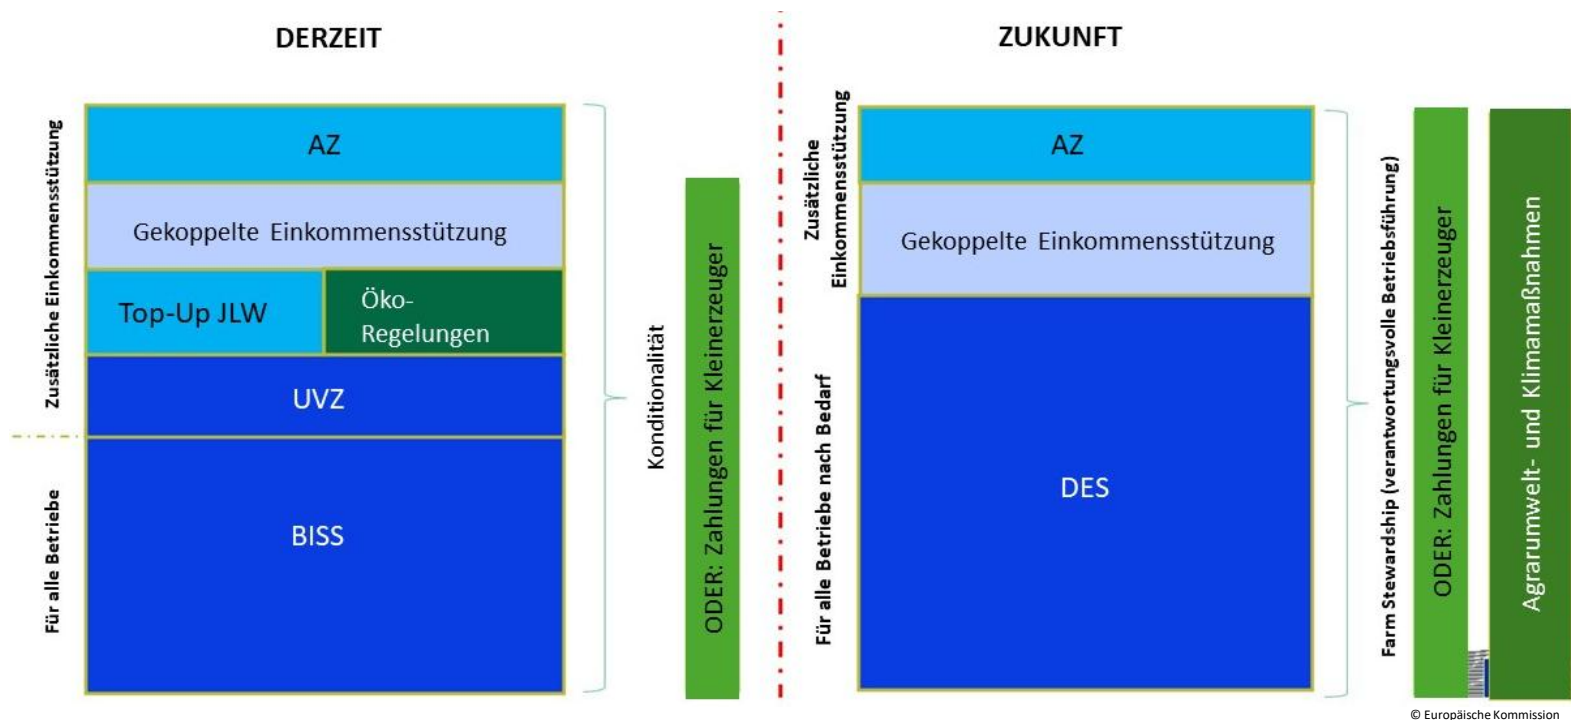 DERZEIT
Zusätzliche Einkommensstützung
Für alle Betriebe
AZ
Gekoppelte Einkommensstützung
Top-Up JLW
Öko-
Regelungen
UVZ
BISS
Konditionalität
ODER: Zahlungen für Kleinerzeuger
ZUKUNFT
Zusätzliche
Einkommensstützung
Für alle Betriebe nach Bedarf
AZ
Gekoppelte Einkommensstützung
DES
Farm Stewardship (verantwortungsvolle Betriebsführung)
ODER: Zahlungen für Kleinerzeuger
Agrarumwelt- und Klimamaßnahmen
© Europäische Kommission